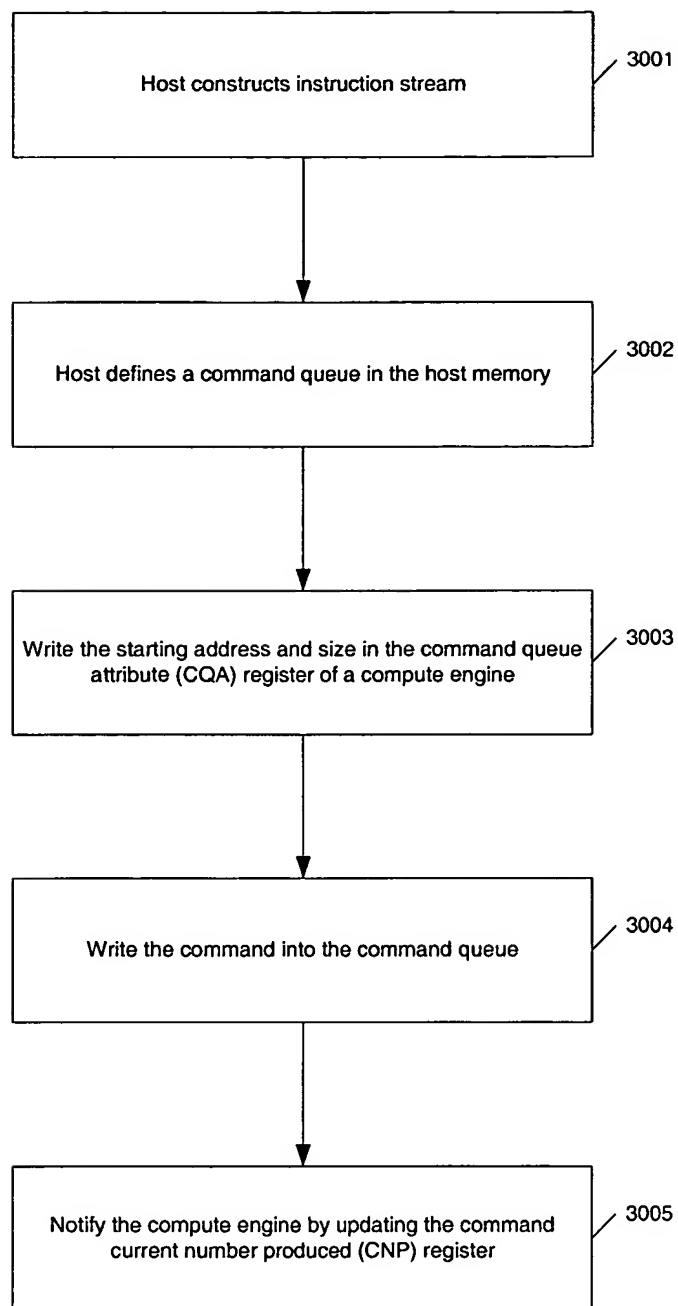 Host constructs instruction stream
3001
Host defines a command queue in the host memory
3002
Write the starting address and size in the command queue
attribute (CQA) register of a compute engine
3003
Write the command into the command queue
3004
Notify the compute engine by updating the command
current number produced (CNP) register
3005